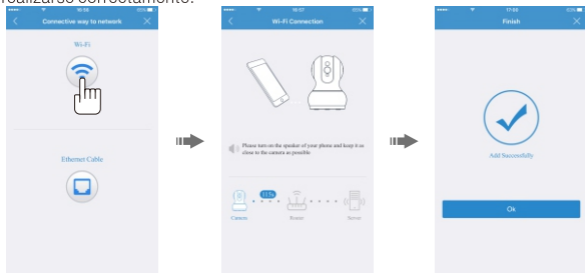 realizarse correctamente.
Connective way to network
Wi-Fi
Ethernet Cable
Wi-Fi Connection
Please turn on the speaker of your phone and keep it as
close to the camera as possible
Camera
Router
Server
Finish
Add Successfully
Ok